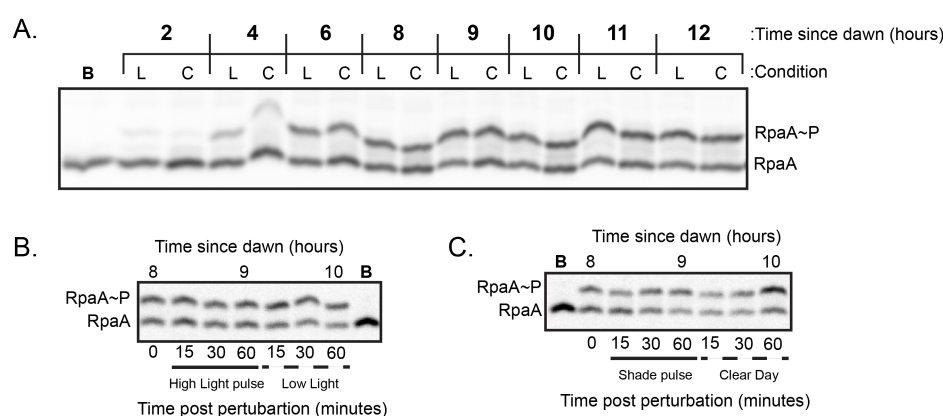 A.
2 4 6 8 9 10 11 12 :Time since dawn (hours)
B L C L C L C L C L C L C L C L C :Condition
RpaA~P
RpaA
B.
Time since dawn (hours)
8 9 10 B
RpaA~P
RpaA
0 15 30 60 15 30 60
High Light pulse Low Light
Time post pertubartion (minutes)
C.
Time since dawn (hours)
B 8 9 10
RpaA~P
RpaA
0 15 30 60 15 30 60
Shade pulse Clear Day
Time post perturbation (minutes)